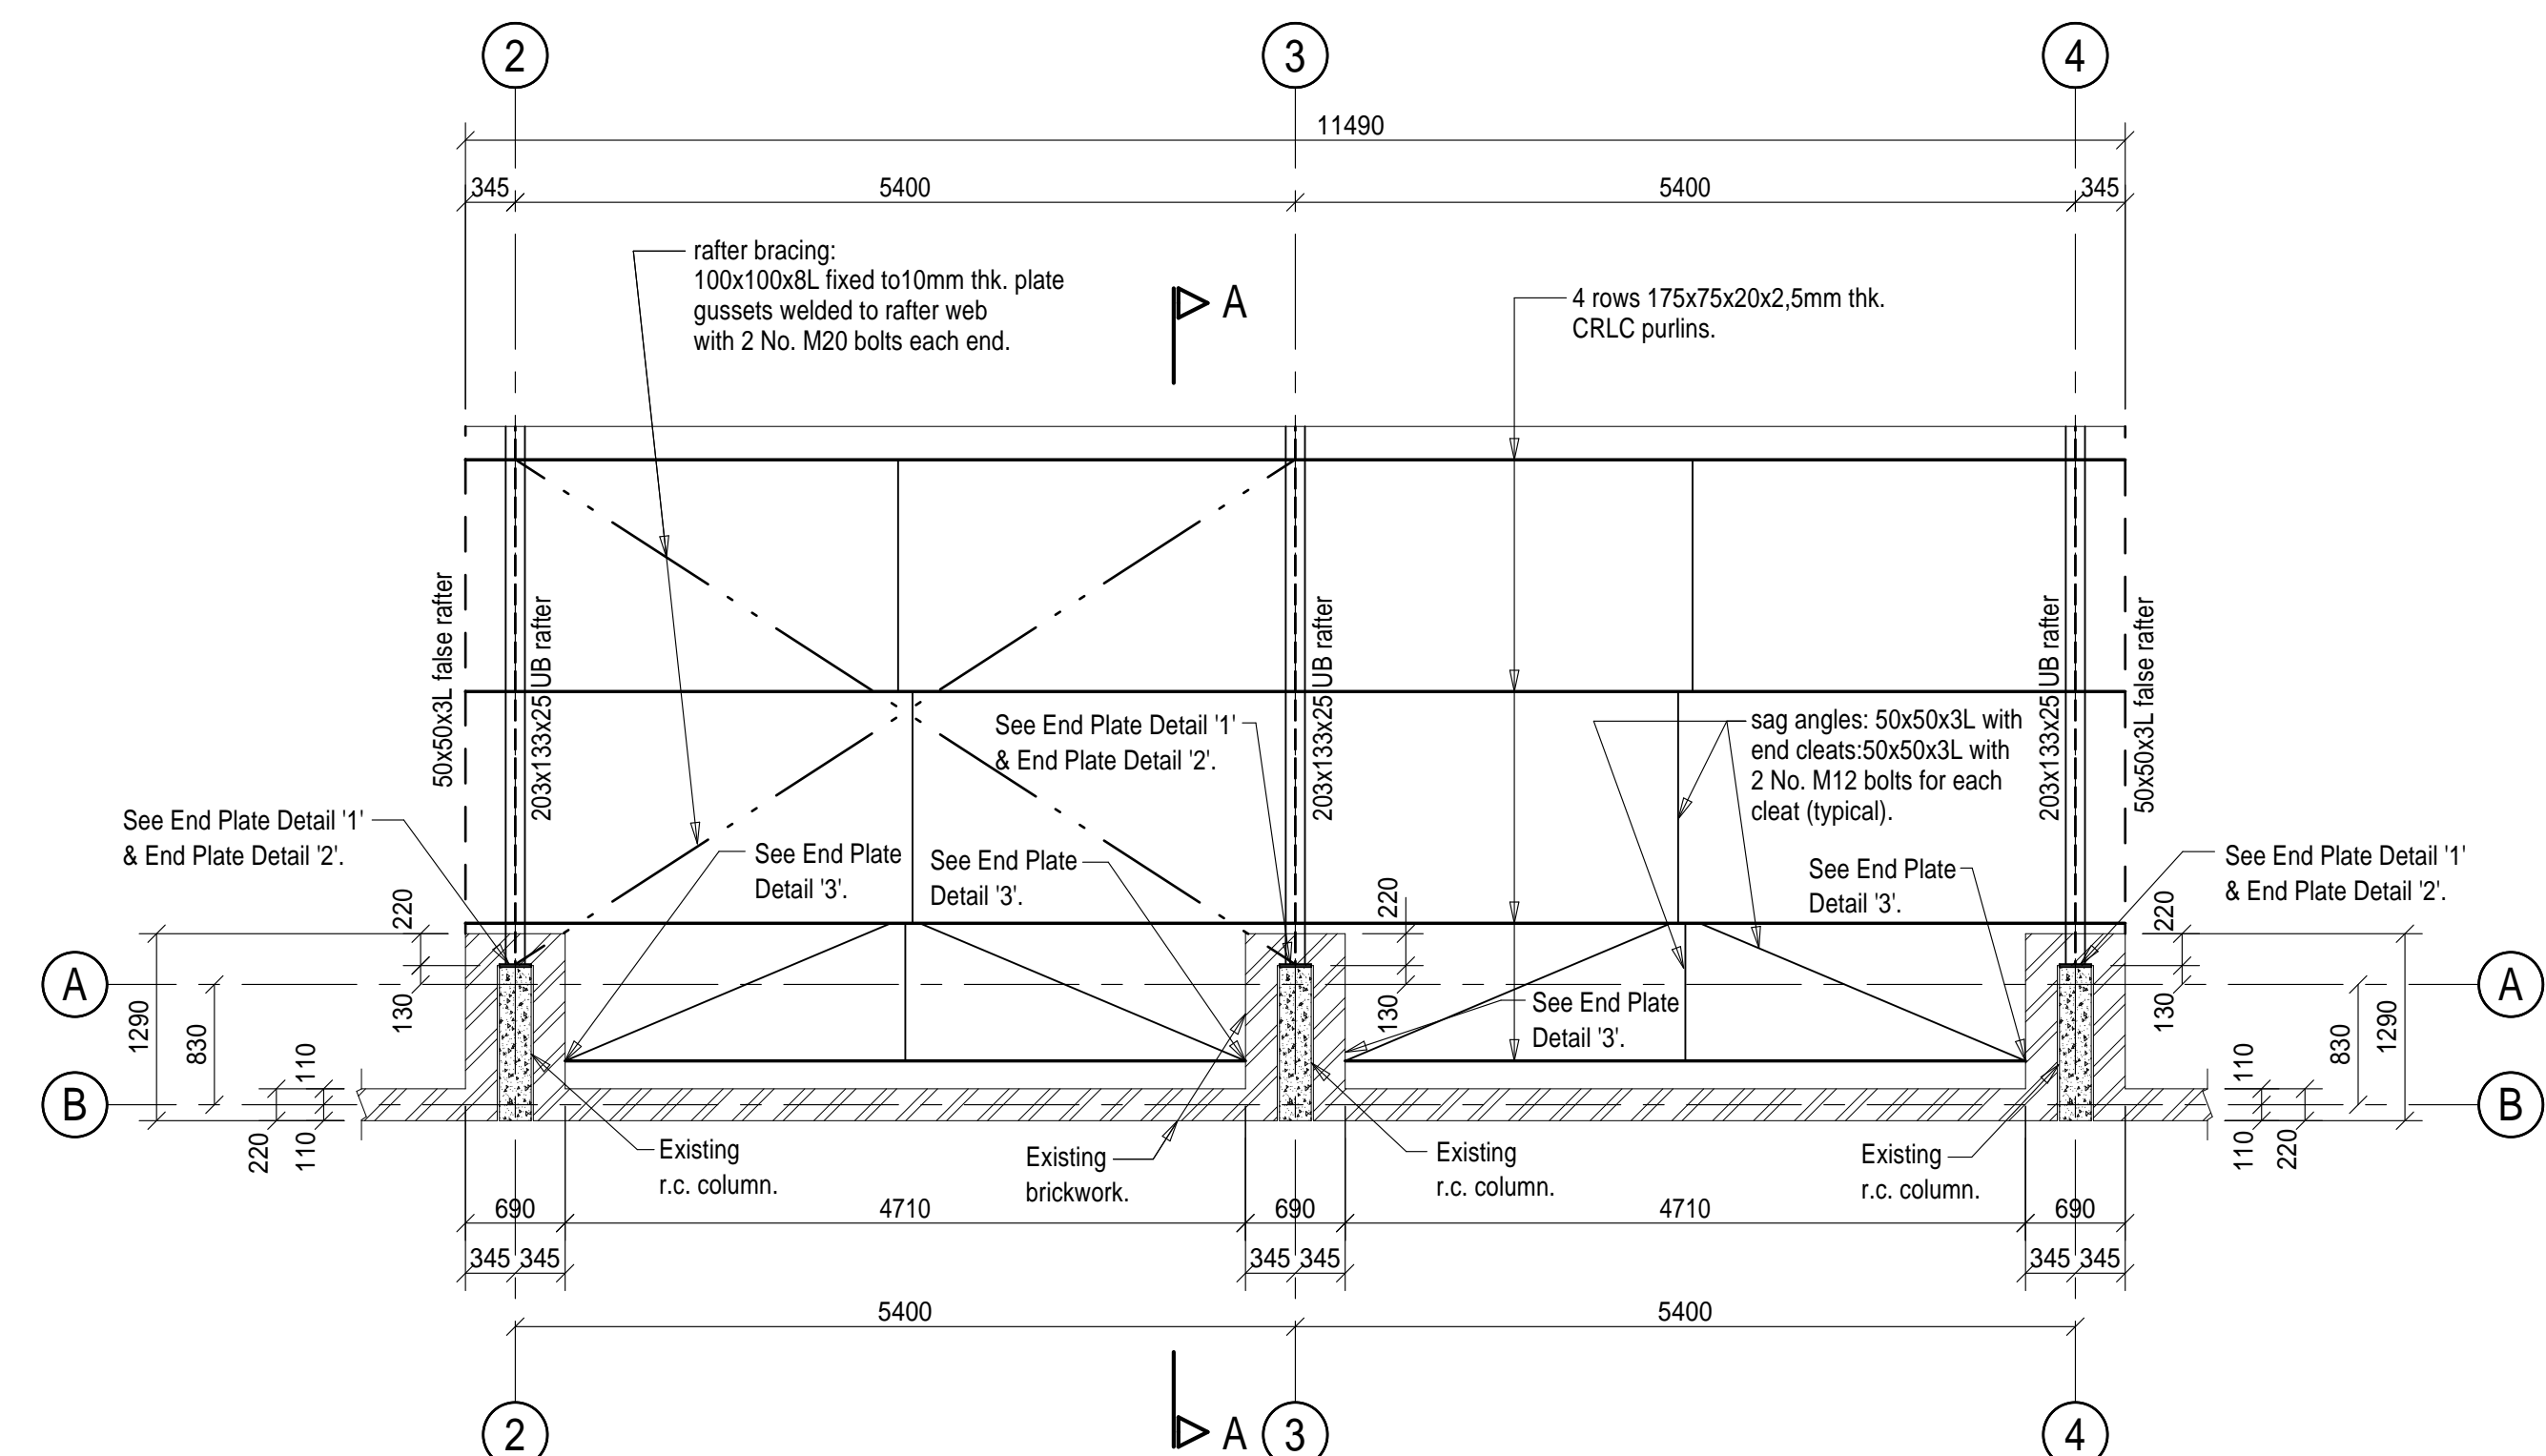 2
3
4
11490
345
5400
5400
345
rafter bracing:
100x100x8L fixed to10mm thk. plate
gussets welded to rafter web
with 2 No. M20 bolts each end.
A
4 rows 175x75x20x2,5mm thk.
CRLC purlins.
50x50x3L false rafter
203x133x25 UB rafter
203x133x25 UB rafter
203x133x25 UB rafter
50x50x3L false rafter
See End Plate Detail '1'
& End Plate Detail '2'.
sag angles: 50x50x3L with
end cleats:50x50x3L with
2 No. M12 bolts for each
cleat (typical).
See End Plate Detail '1'
& End Plate Detail '2'.
See End Plate
Detail '3'.
See End Plate
Detail '3'.
See End Plate
Detail '3'.
See End Plate Detail '1'
& End Plate Detail '2'.
220
220
220
A
1290
830
130
110
130
See End Plate
Detail '3'.
130
110
830
1290
A
B
220
110
110
220
B
Existing
r.c. column.
Existing
brickwork.
Existing
r.c. column.
Existing
r.c. column.
690
4710
690
4710
690
345
345
345
345
345
345
5400
5400
2
A
3
4